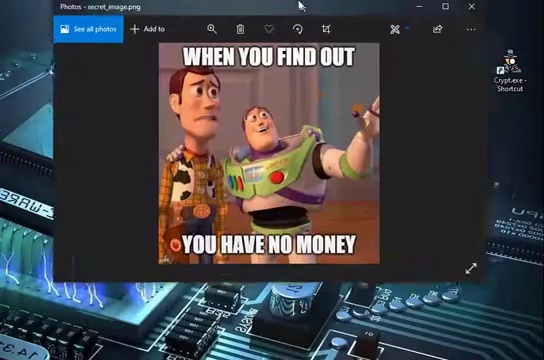 Photos - secret_image.png
See all photos
Add to
WHEN YOU FIND OUT
YOU HAVE NO MONEY
Crypt.exe -
Shortcut